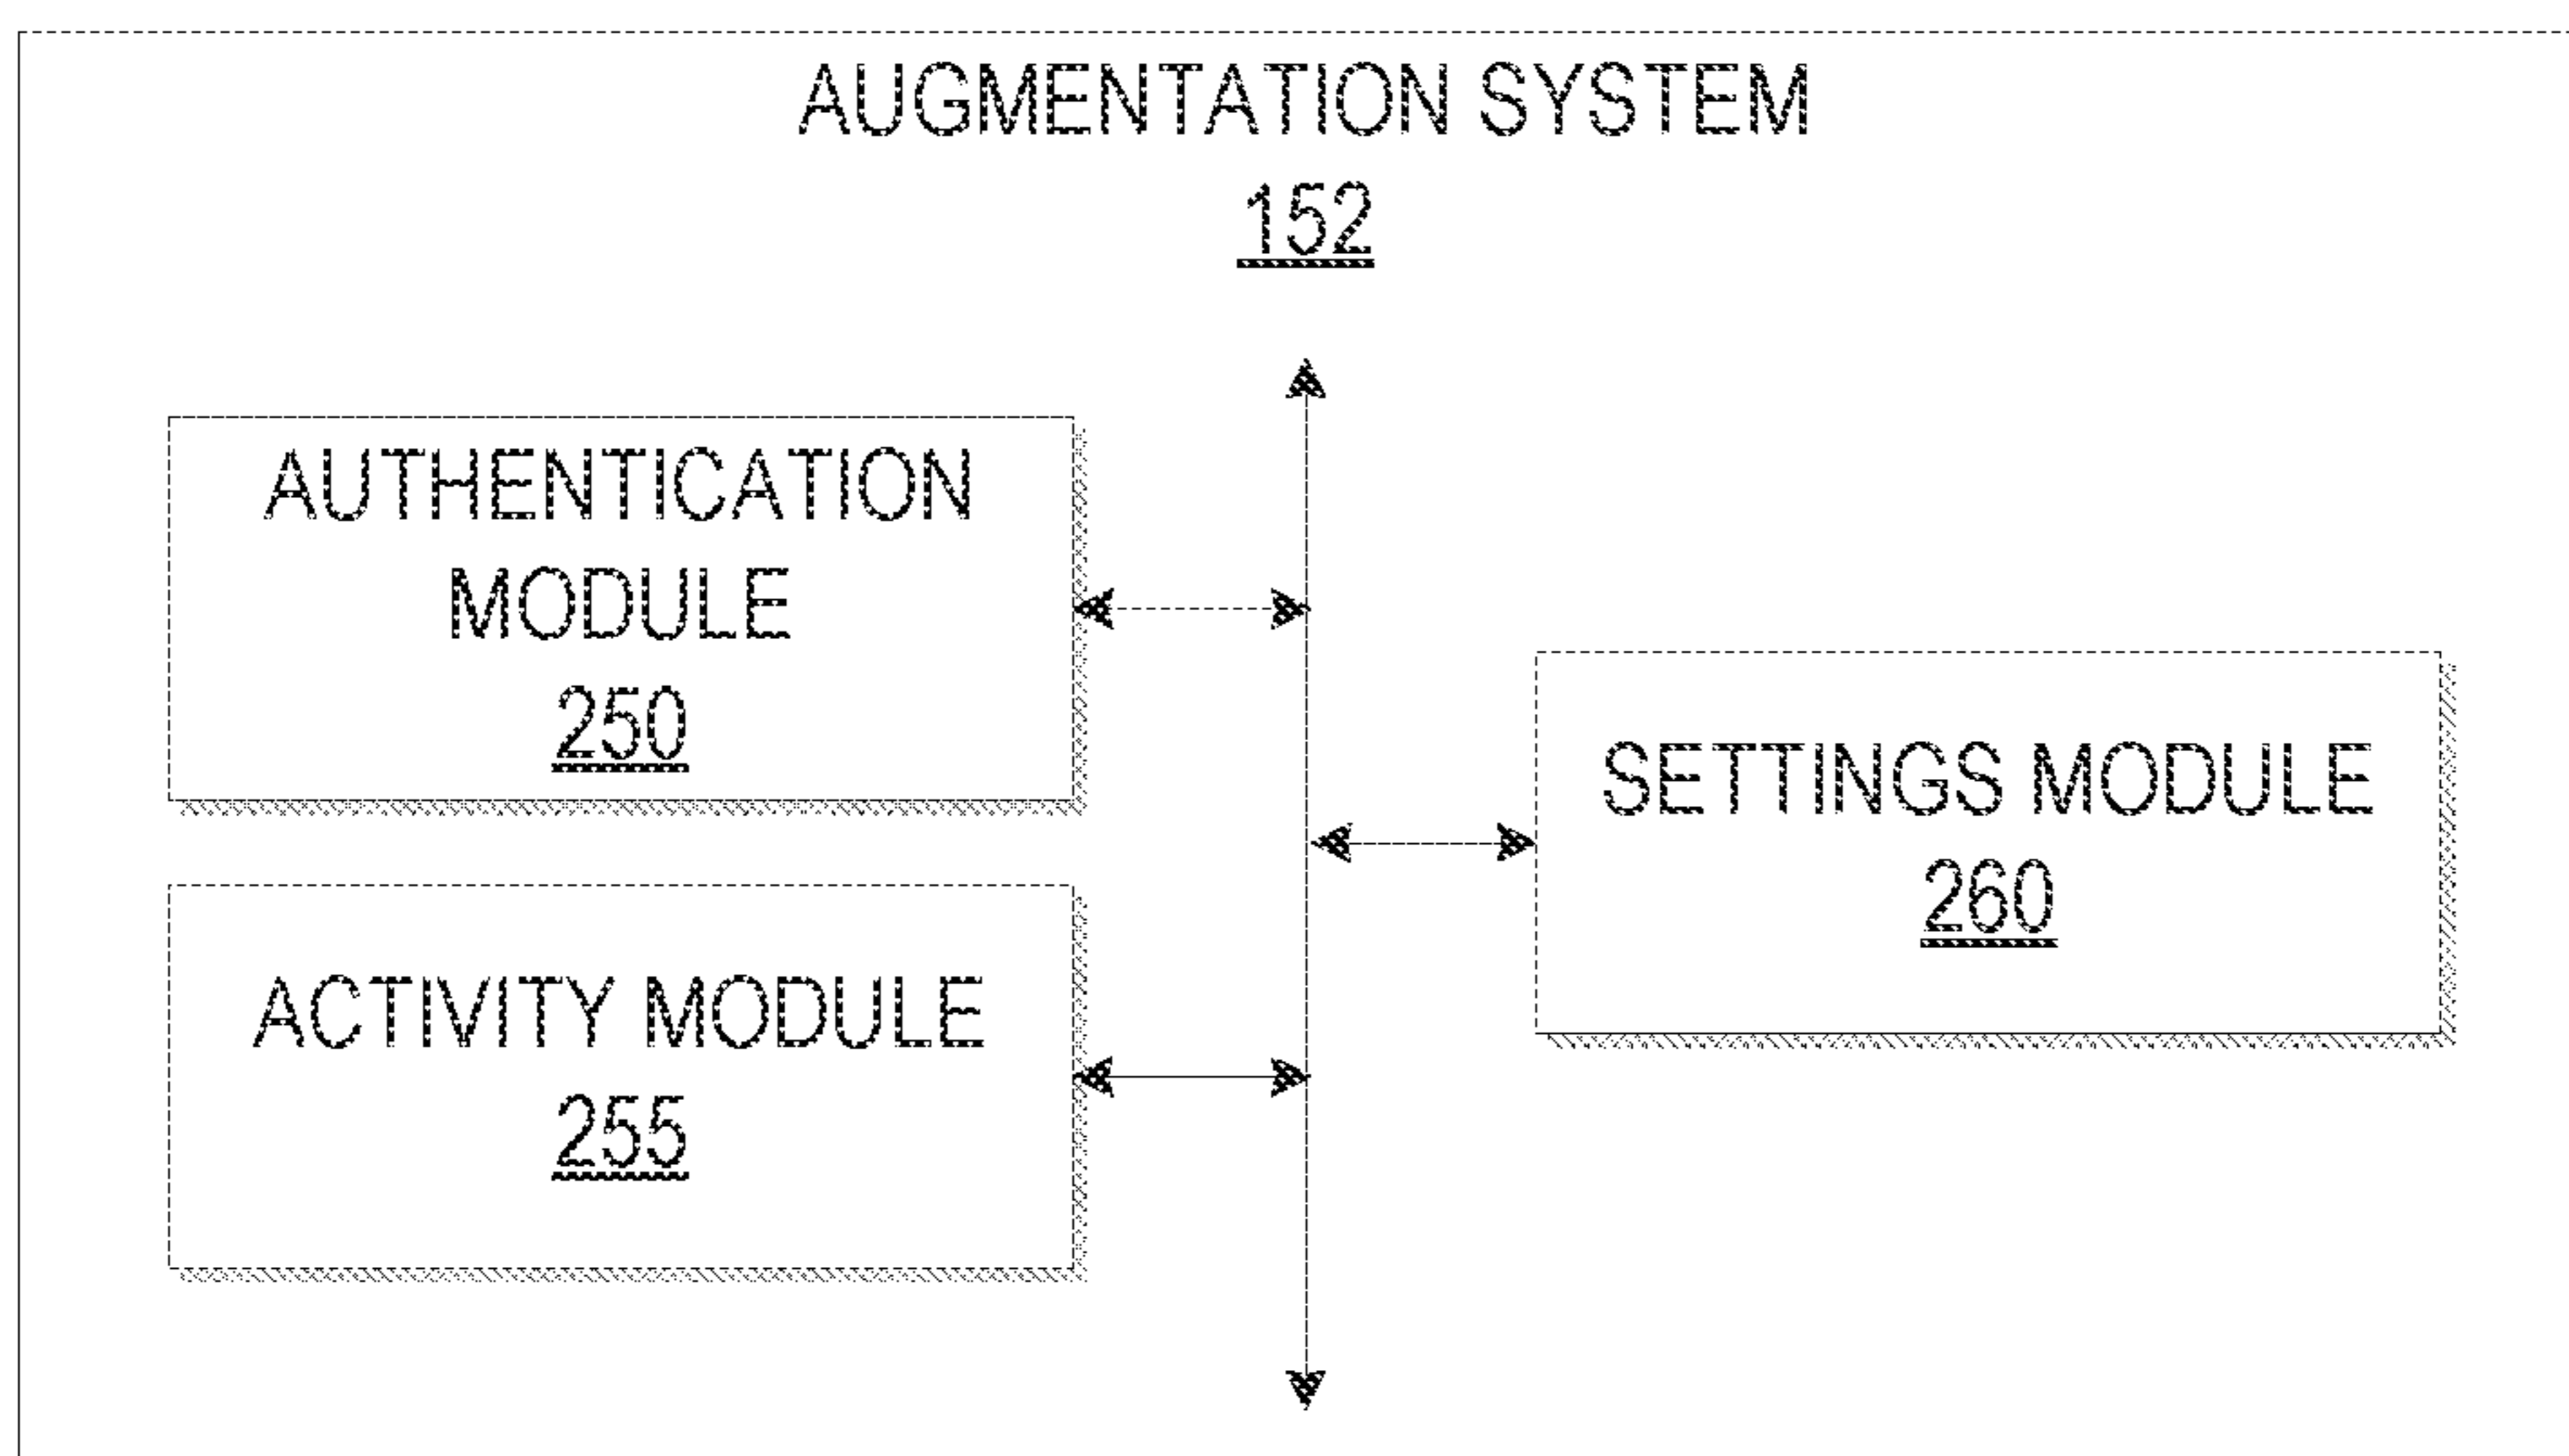 AUGMENTATION SYSTEM
152
AUTHENTICATION
MODULE
250
SETTINGS MODULE
260
ACTIVITY MODULE
255